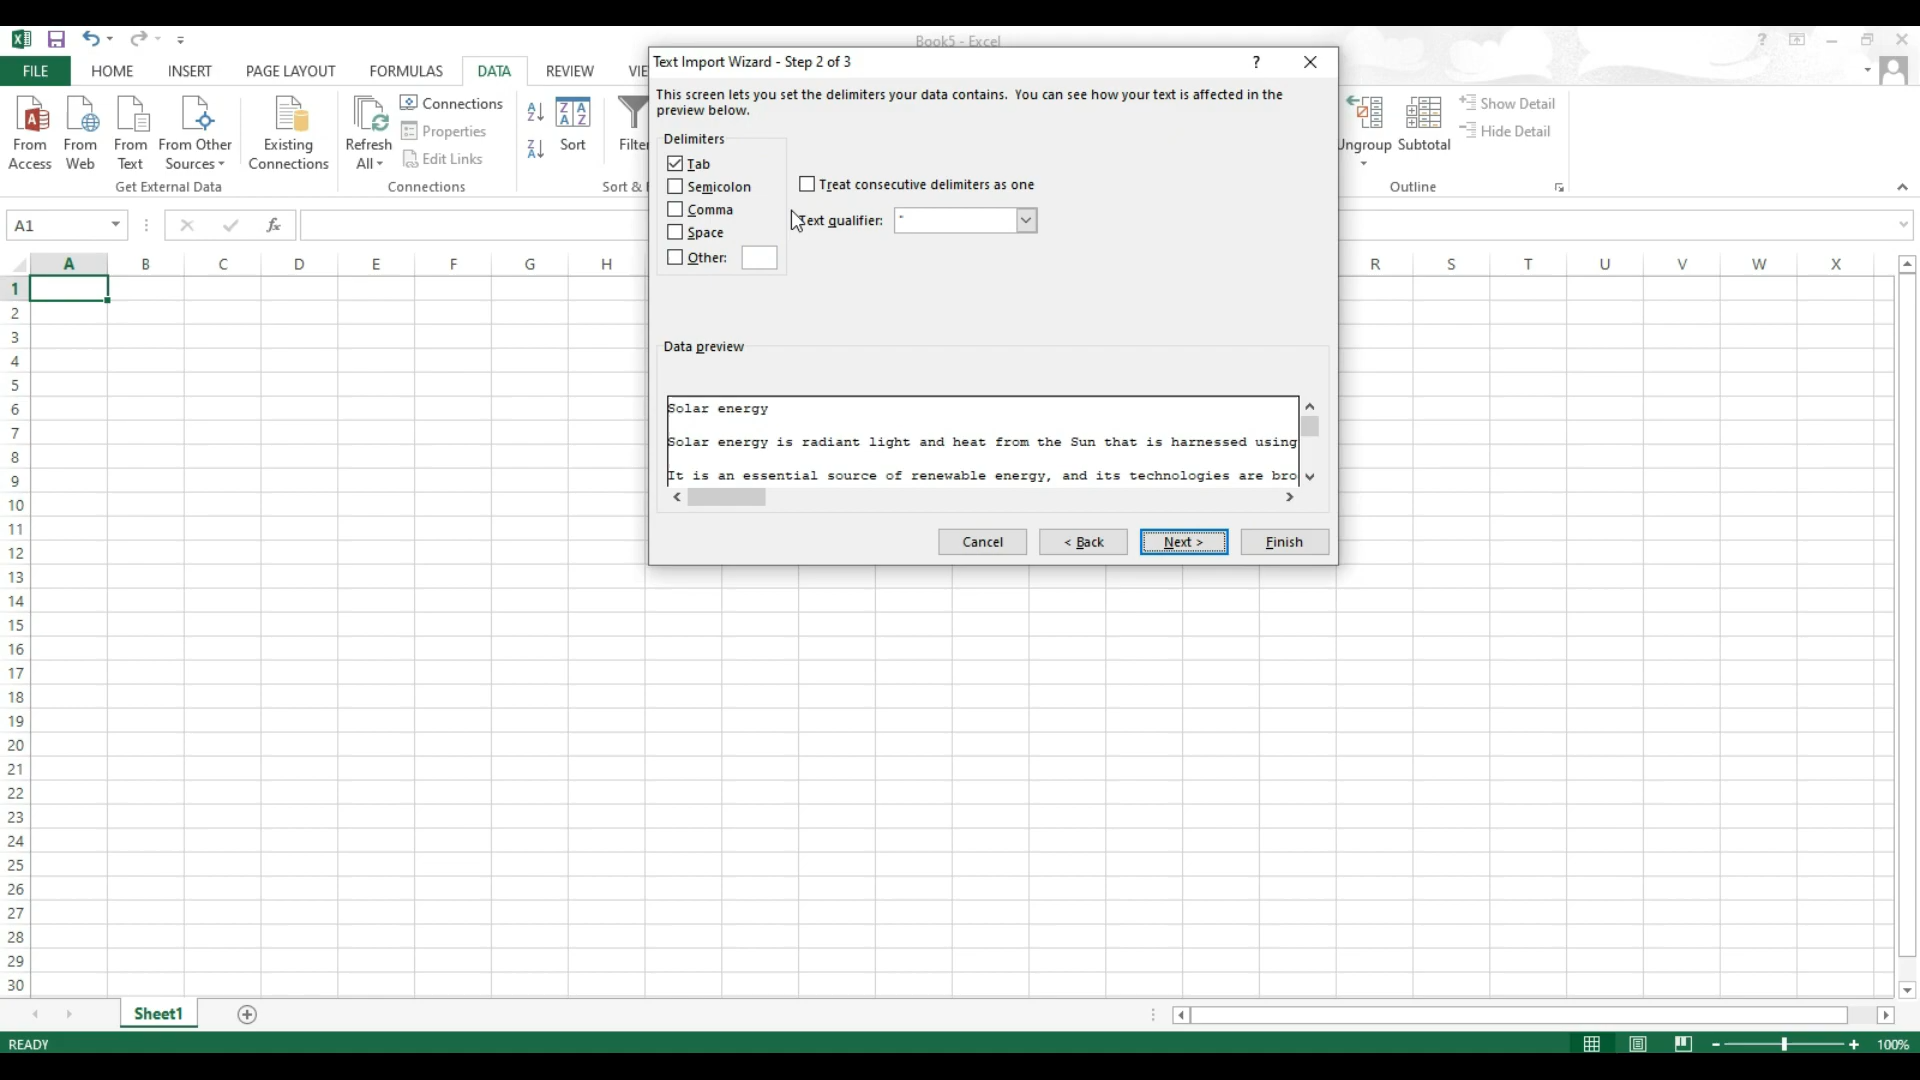 Book5 - Excel
FILE HOME INSERT PAGE LAYOUT FORMULAS DATA REVIEW VIE
From Access
From Web
From Text
From Other Sources
Get External Data
Existing Connections
Refresh All
Connections
Properties
Edit Links
Connections
Sort
Filter
Sort &
Ungroup
Subtotal
Show Detail
Hide Detail
Outline
Text Import Wizard - Step 2 of 3
This screen lets you set the delimiters your data contains. You can see how your text is affected in the
preview below.
Delimiters
Tab
Semicolon
Comma
Space
Other:
Treat consecutive delimiters as one
Text qualifier: "
Data preview
Solar energy
Solar energy is radiant light and heat from the Sun that is harnessed using
It is an essential source of renewable energy, and its technologies are bro
Cancel < Back Next > Finish
A1
fx
A B C D E F G H R S T U V W X
1
2
3
4
5
6
7
8
9
10
11
12
13
14
15
16
17
18
19
20
21
22
23
24
25
26
27
28
29
30
Sheet1
READY
100%